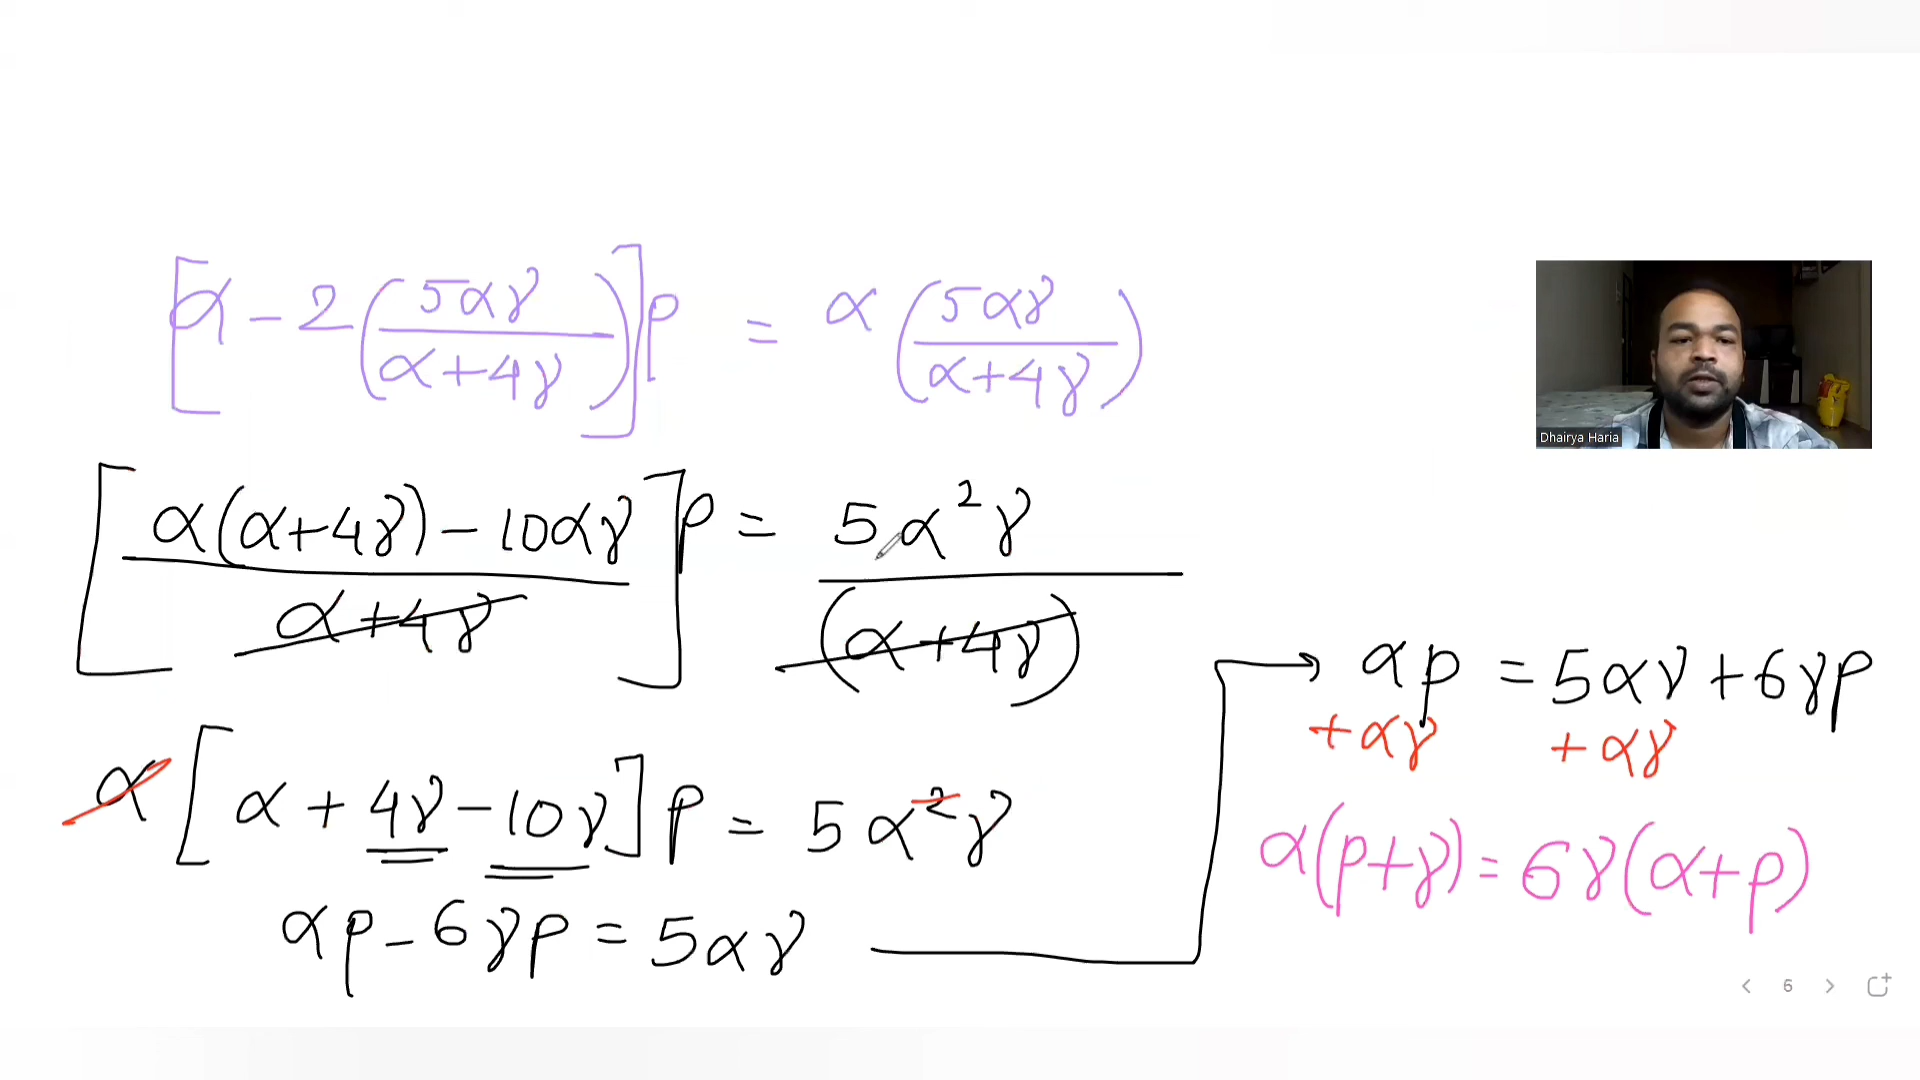 [α - 2(5αγ/(α+4γ))]p = α(5αγ/(α+4γ))
[(α(α+4γ) - 10αγ)/(α+4γ)]p = 5α²γ/(α+4γ)
α[α + 4γ - 10γ]p = 5α²γ
αp - 6γp = 5αγ
αp = 5αγ + 6γp
+αγ +αγ
α(p+γ) = 6γ(α+p)
Dhairya Haria
< 6 >